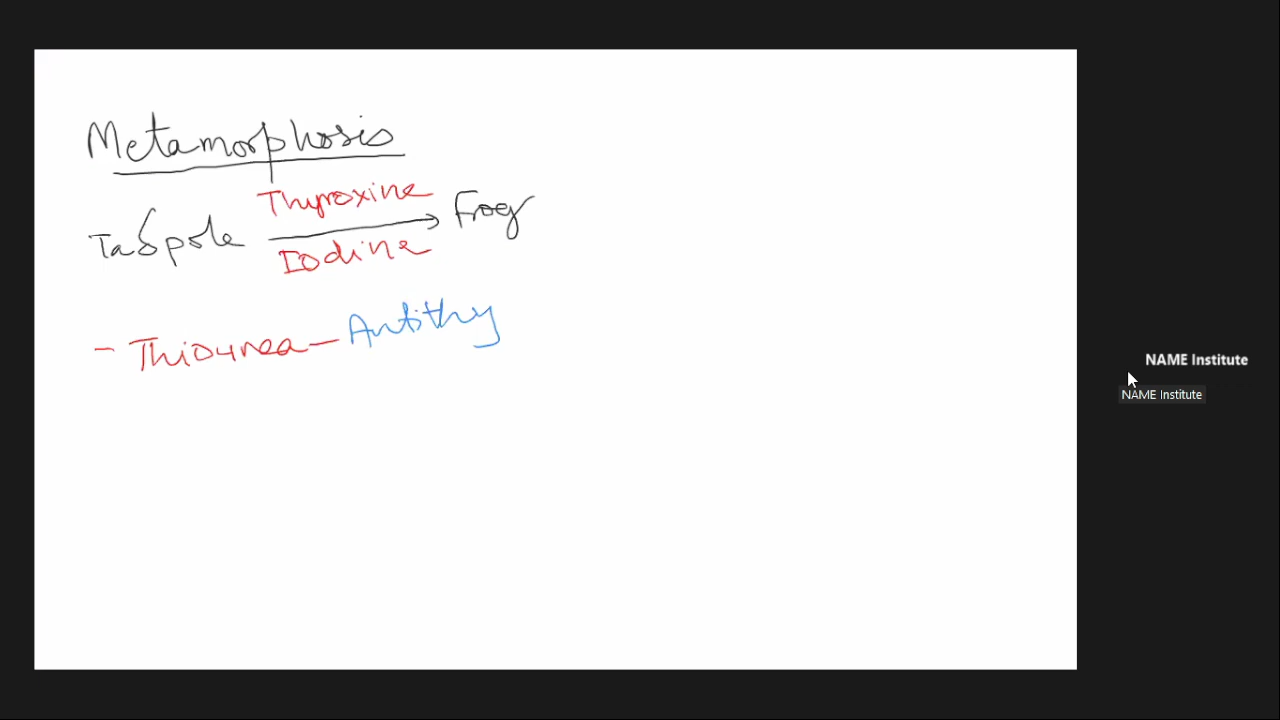 Metamorphosis
Tadpole Thyroxine Iodine Frog
- Thiourea - Antithy
NAME Institute
NAME Institute